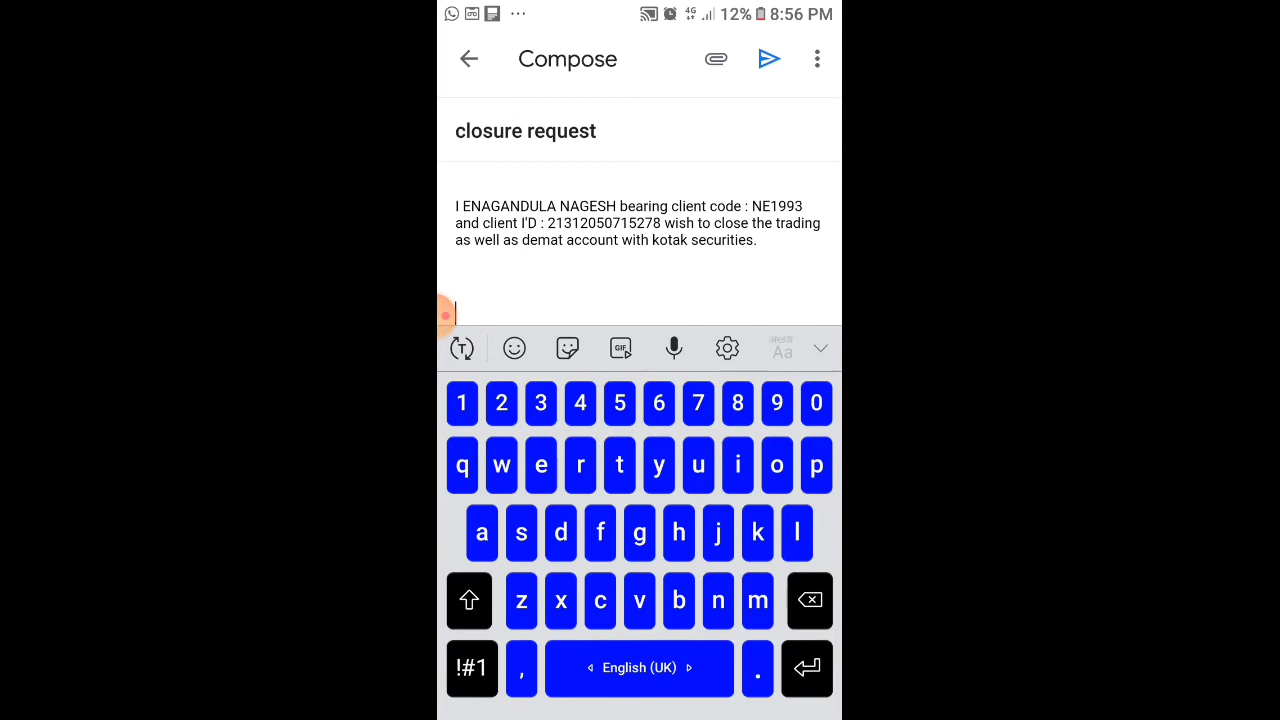 12% 8:56 PM
Compose
closure request
I ENAGANDULA NAGESH bearing client code : NE1993
and client I'D : 21312050715278 wish to close the trading
as well as demat account with kotak securities.
GIF Aa
1 2 3 4 5 6 7 8 9 0
q w e r t y u i o p
a s d f g h j k l
z x c v b n m
!#1 , English (UK) .